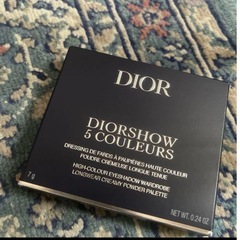 DIOR
DIORSHOW
5 COULEURS
DRESSING DE FARDS À PAUPIÈRES HAUTE COULEUR
POUDRE CRÉMEUSE LONGUE TENUE
HIGH-COLOUR EYESHADOW WARDROBE
LONGWEAR CREAMY POWDER PALETTE
7 g
NET WT. 0.24 OZ